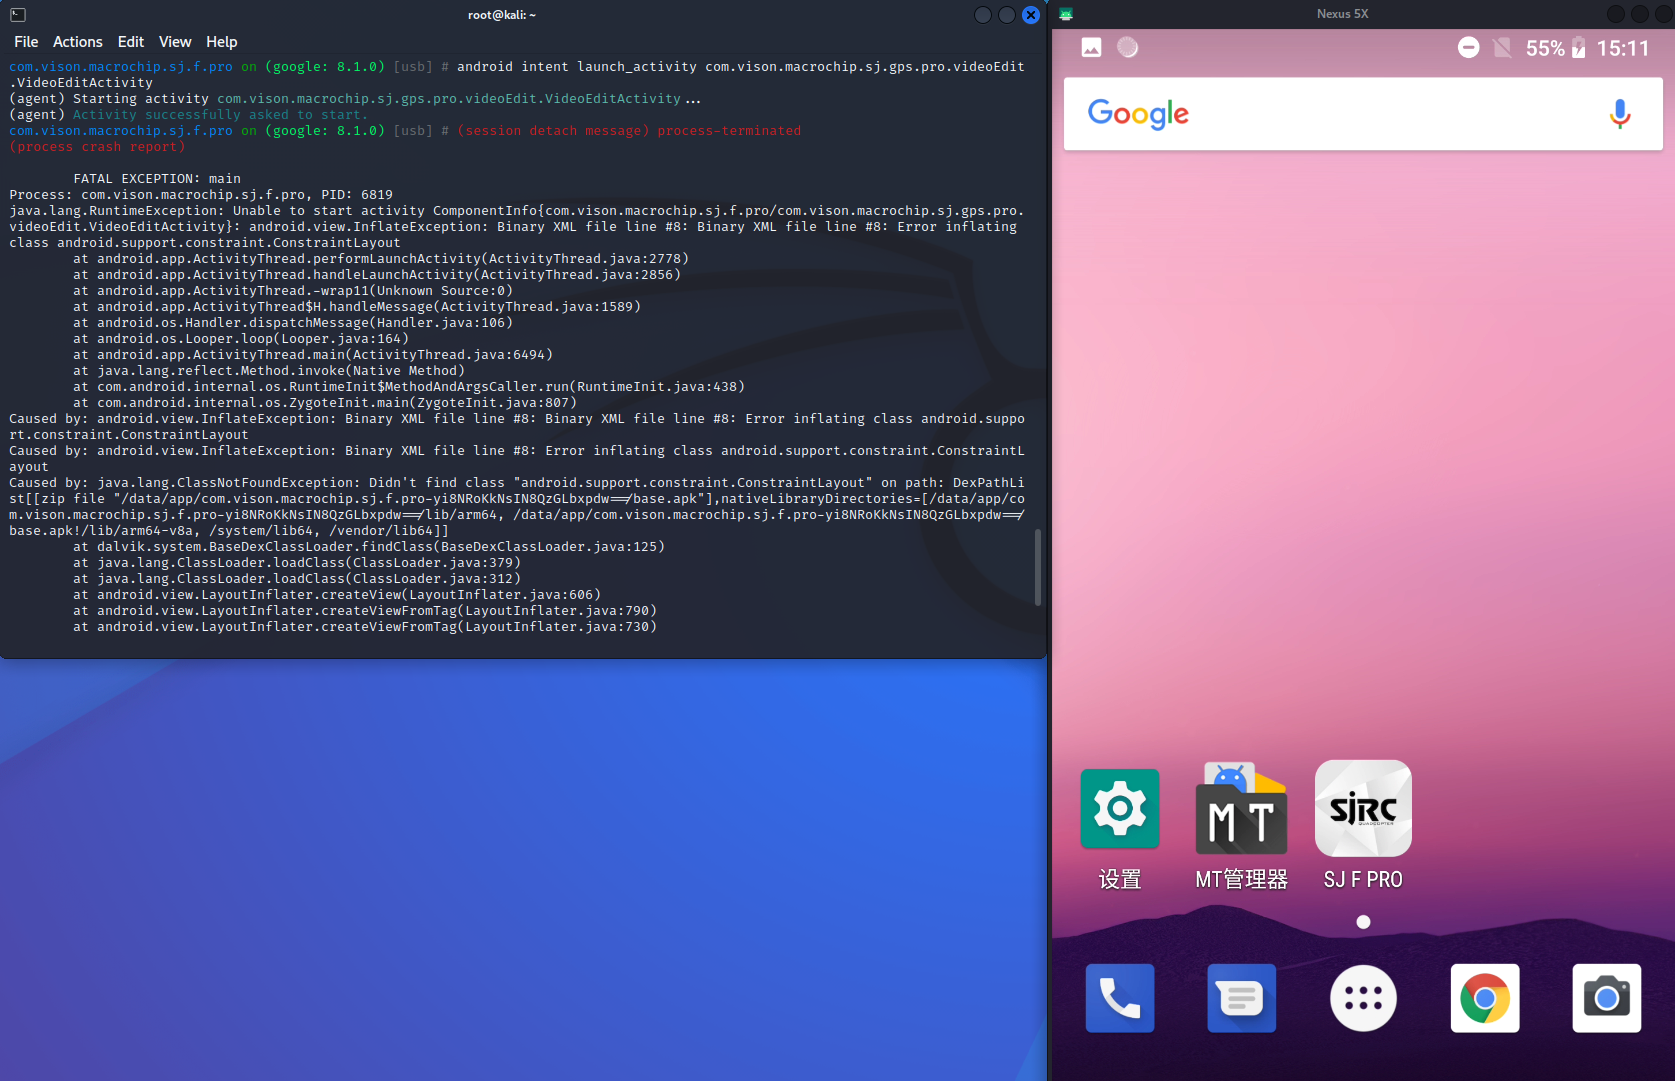 root@kali: ~
File Actions Edit View Help
com.vison.macrochip.sj.f.pro on (google: 8.1.0) [usb] # android intent launch_activity com.vison.macrochip.sj.gps.pro.videoEdit
.VideoEditActivity
(agent) Starting activity com.vison.macrochip.sj.gps.pro.videoEdit.VideoEditActivity...
(agent) Activity successfully asked to start.
com.vison.macrochip.sj.f.pro on (google: 8.1.0) [usb] # (session detach message) process-terminated
(process crash report)
FATAL EXCEPTION: main
Process: com.vison.macrochip.sj.f.pro, PID: 6819
java.lang.RuntimeException: Unable to start activity ComponentInfo{com.vison.macrochip.sj.f.pro/com.vison.macrochip.sj.gps.pro.
videoEdit.VideoEditActivity}: android.view.InflateException: Binary XML file line #8: Binary XML file line #8: Error inflating
class android.support.constraint.ConstraintLayout
at android.app.ActivityThread.performLaunchActivity(ActivityThread.java:2778)
at android.app.ActivityThread.handleLaunchActivity(ActivityThread.java:2856)
at android.app.ActivityThread.-wrap11(Unknown Source:0)
at android.app.ActivityThread$H.handleMessage(ActivityThread.java:1589)
at android.os.Handler.dispatchMessage(Handler.java:106)
at android.os.Looper.loop(Looper.java:164)
at android.app.ActivityThread.main(ActivityThread.java:6494)
at java.lang.reflect.Method.invoke(Native Method)
at com.android.internal.os.RuntimeInit$MethodAndArgsCaller.run(RuntimeInit.java:438)
at com.android.internal.os.ZygoteInit.main(ZygoteInit.java:807)
Caused by: android.view.InflateException: Binary XML file line #8: Binary XML file line #8: Error inflating class android.suppo
rt.constraint.ConstraintLayout
Caused by: android.view.InflateException: Binary XML file line #8: Error inflating class android.support.constraint.ConstraintL
ayout
Caused by: java.lang.ClassNotFoundException: Didn't find class "android.support.constraint.ConstraintLayout" on path: DexPathLi
st[[zip file "/data/app/com.vison.macrochip.sj.f.pro-yi8NRoKkNsIN8QzGLbxpdw==/base.apk"],nativeLibraryDirectories=[/data/app/co
m.vison.macrochip.sj.f.pro-yi8NRoKkNsIN8QzGLbxpdw==/lib/arm64, /data/app/com.vison.macrochip.sj.f.pro-yi8NRoKkNsIN8QzGLbxpdw==/
base.apk!/lib/arm64-v8a, /system/lib64, /vendor/lib64]]
at dalvik.system.BaseDexClassLoader.findClass(BaseDexClassLoader.java:125)
at java.lang.ClassLoader.loadClass(ClassLoader.java:379)
at java.lang.ClassLoader.loadClass(ClassLoader.java:312)
at android.view.LayoutInflater.createView(LayoutInflater.java:606)
at android.view.LayoutInflater.createViewFromTag(LayoutInflater.java:790)
at android.view.LayoutInflater.createViewFromTag(LayoutInflater.java:730)
Nexus 5X
55% 15:11
Google
MT
SJRC
QUADCOPTER
设置 MT管理器 SJ F PRO